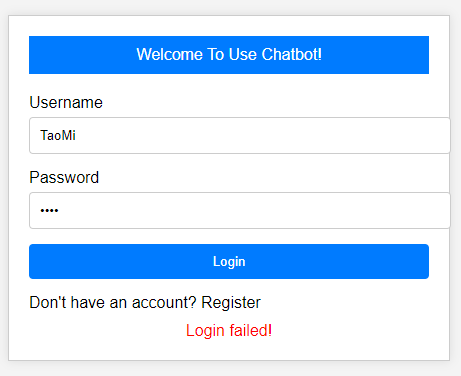 Welcome To Use Chatbot!
Username
TaoMi
Password
••••
Login
Don't have an account? Register
Login failed!